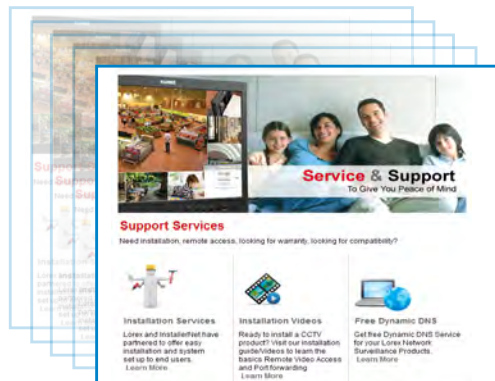 LOREX
Service & Support
To Give You Peace of Mind
Support Services
Need installation, remote access, looking for warranty, looking for compatibility?
Installation Services
Lorex and InstallerNet have
partnered to offer easy
installation and system
set up to end users.
Learn More
Installation Videos
Ready to install a CCTV
product? Visit our installation
guide/Videos to learn the
basics Remote Video Access
and Port forwarding
Learn More
Free Dynamic DNS
Get free Dynamic DNS Service
for your Lorex Network
Surveillance Products.
Learn More